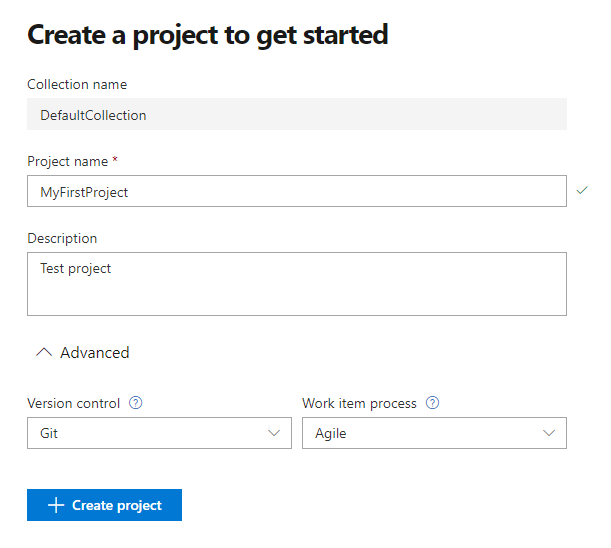 Create a project to get started
Collection name
DefaultCollection
Project name *
MyFirstProject
Description
Test project
Advanced
Version control ? Work item process ?
Git Agile
Create project